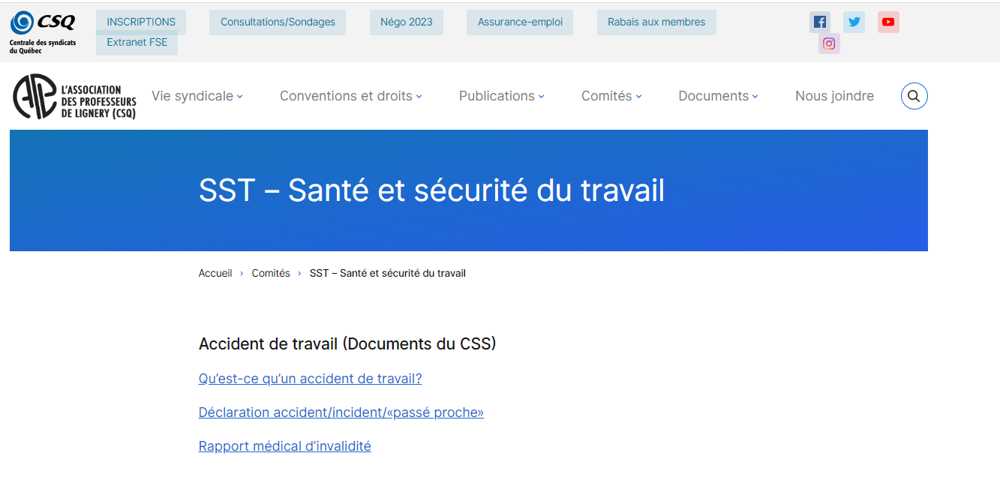 CSQ
Centrale des syndicats
du Québec
INSCRIPTIONS
Consultations/Sondages
Négo 2023
Assurance-emploi
Rabais aux membres
Extranet FSE
L'ASSOCIATION
DES PROFESSEURS
DE LIGNERY (CSQ)
Vie syndicale
Conventions et droits
Publications
Comités
Documents
Nous joindre
SST – Santé et sécurité du travail
Accueil › Comités › SST – Santé et sécurité du travail
Accident de travail (Documents du CSS)
Qu’est-ce qu’un accident de travail?
Déclaration accident/incident/«passé proche»
Rapport médical d’invalidité